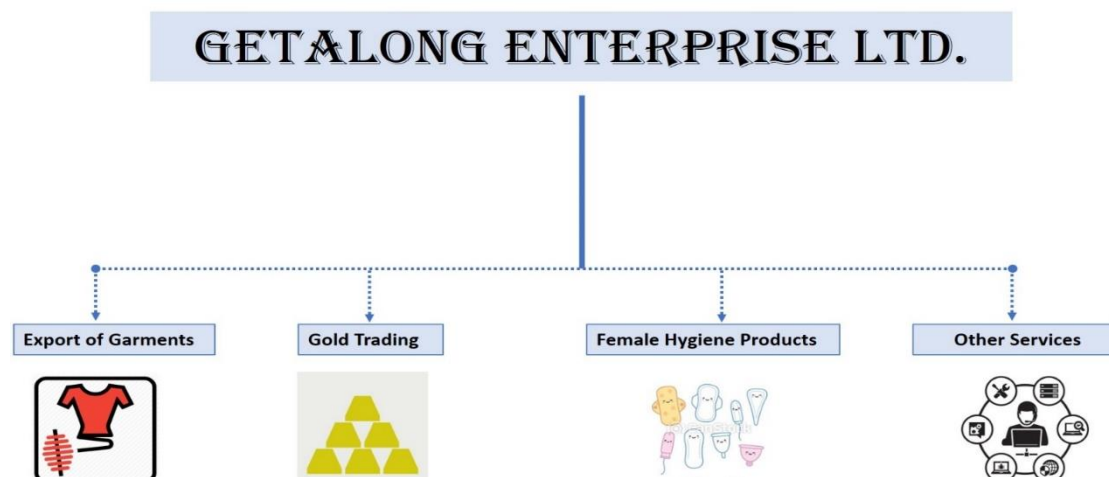 GETALONG ENTERPRISE LTD.
Export of Garments
Gold Trading
Female Hygiene Products
Other Services